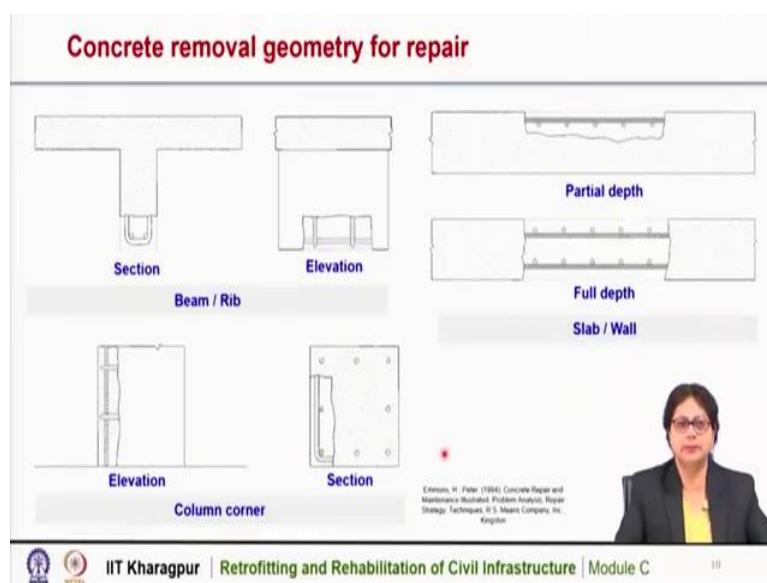 Concrete removal geometry for repair
Section
Elevation
Beam / Rib
Partial depth
Full depth
Slab / Wall
Elevation
Section
Column corner
Emmons, H. Peter (1994) Concrete Repair and
Maintenance Illustrated: Problem Analysis, Repair
Strategy, Techniques, R.S. Means Company, Inc.
Kingston
IIT Kharagpur | Retrofitting and Rehabilitation of Civil Infrastructure | Module C